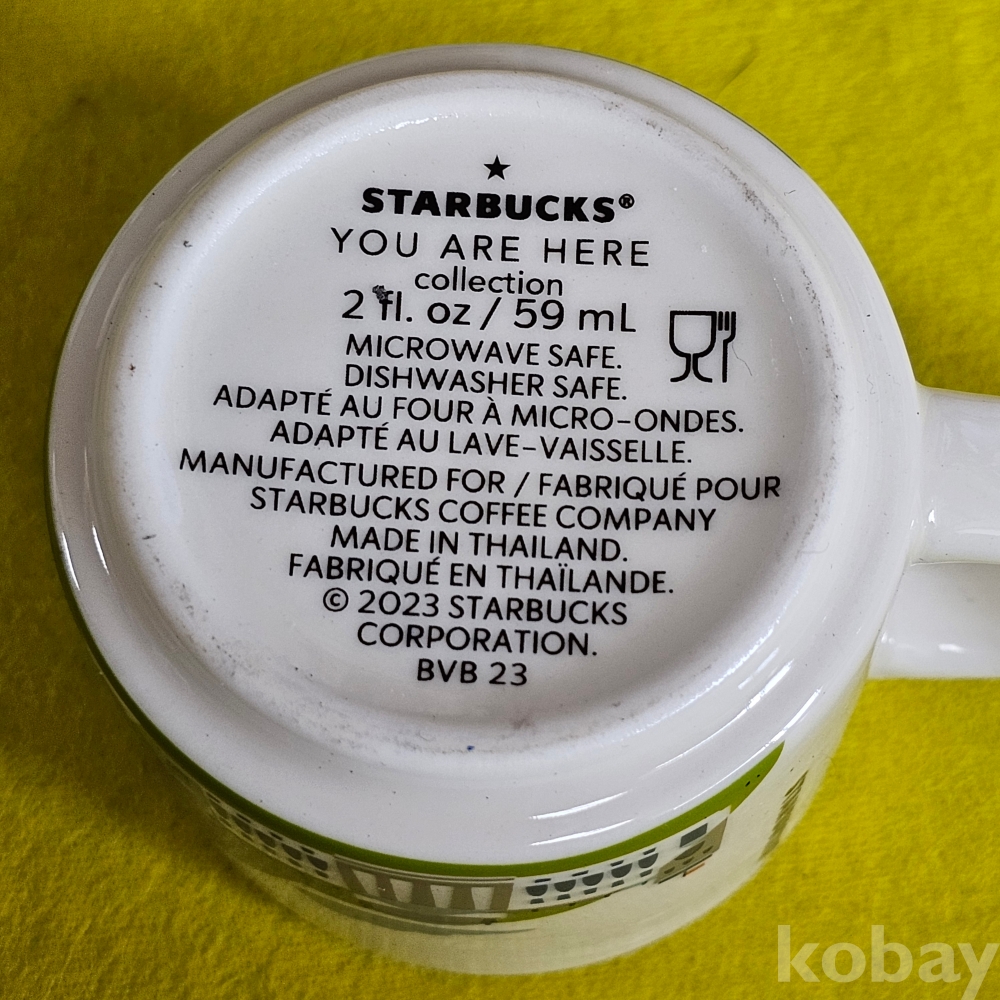 STARBUCKS®
YOU ARE HERE
collection
2 fl. oz / 59 mL
MICROWAVE SAFE.
DISHWASHER SAFE.
ADAPTÉ AU FOUR À MICRO-ONDES.
ADAPTÉ AU LAVE-VAISSELLE.
MANUFACTURED FOR / FABRIQUÉ POUR
STARBUCKS COFFEE COMPANY
MADE IN THAILAND.
FABRIQUÉ EN THAÏLANDE.
© 2023 STARBUCKS
CORPORATION.
BVB 23
kobay